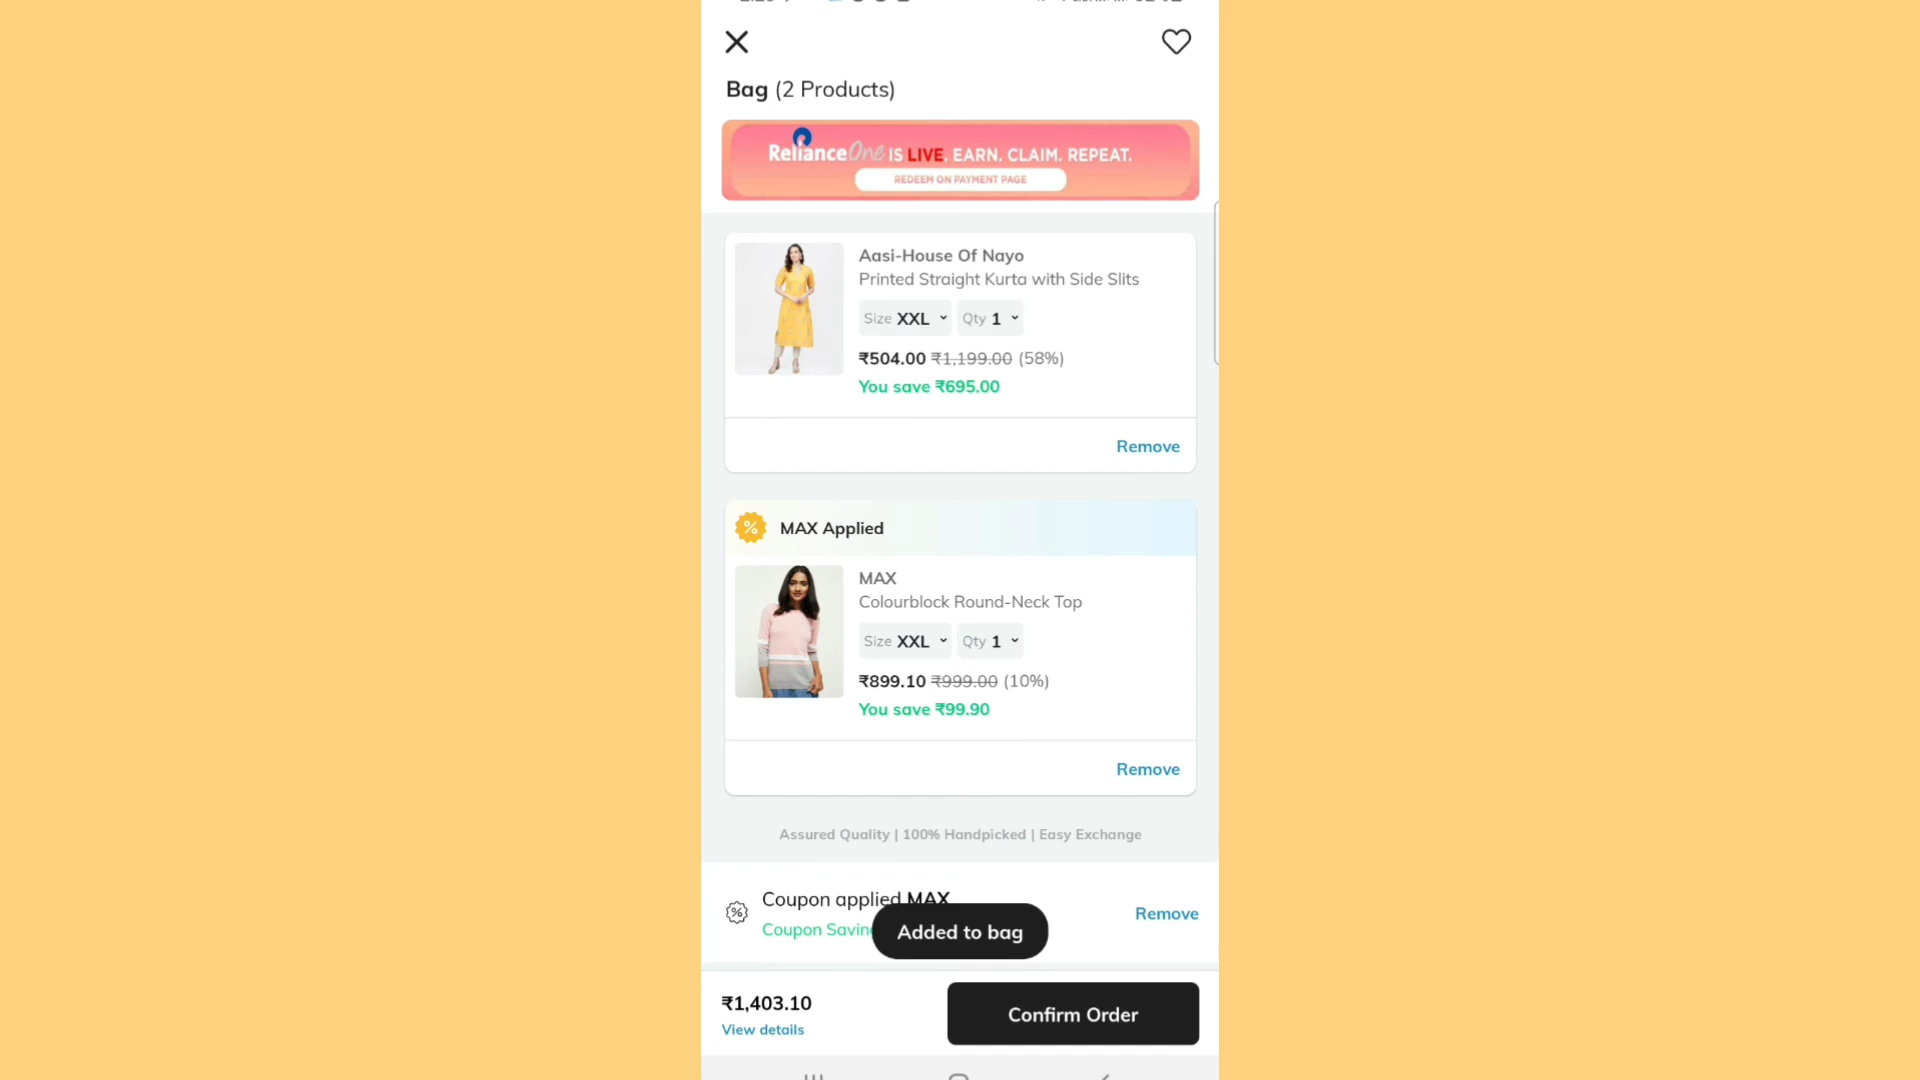 Bag (2 Products)
RelianceOne IS LIVE. EARN. CLAIM. REPEAT.
REDEEM ON PAYMENT PAGE
Aasi-House Of Nayo
Printed Straight Kurta with Side Slits
Size XXL Qty 1
₹504.00 ₹1,199.00 (58%)
You save ₹695.00
Remove
MAX Applied
MAX
Colourblock Round-Neck Top
Size XXL Qty 1
₹899.10 ₹999.00 (10%)
You save ₹99.90
Remove
Assured Quality | 100% Handpicked | Easy Exchange
Coupon applied MAX
Remove
Coupon
Added to bag
₹1,403.10
View details
Confirm Order